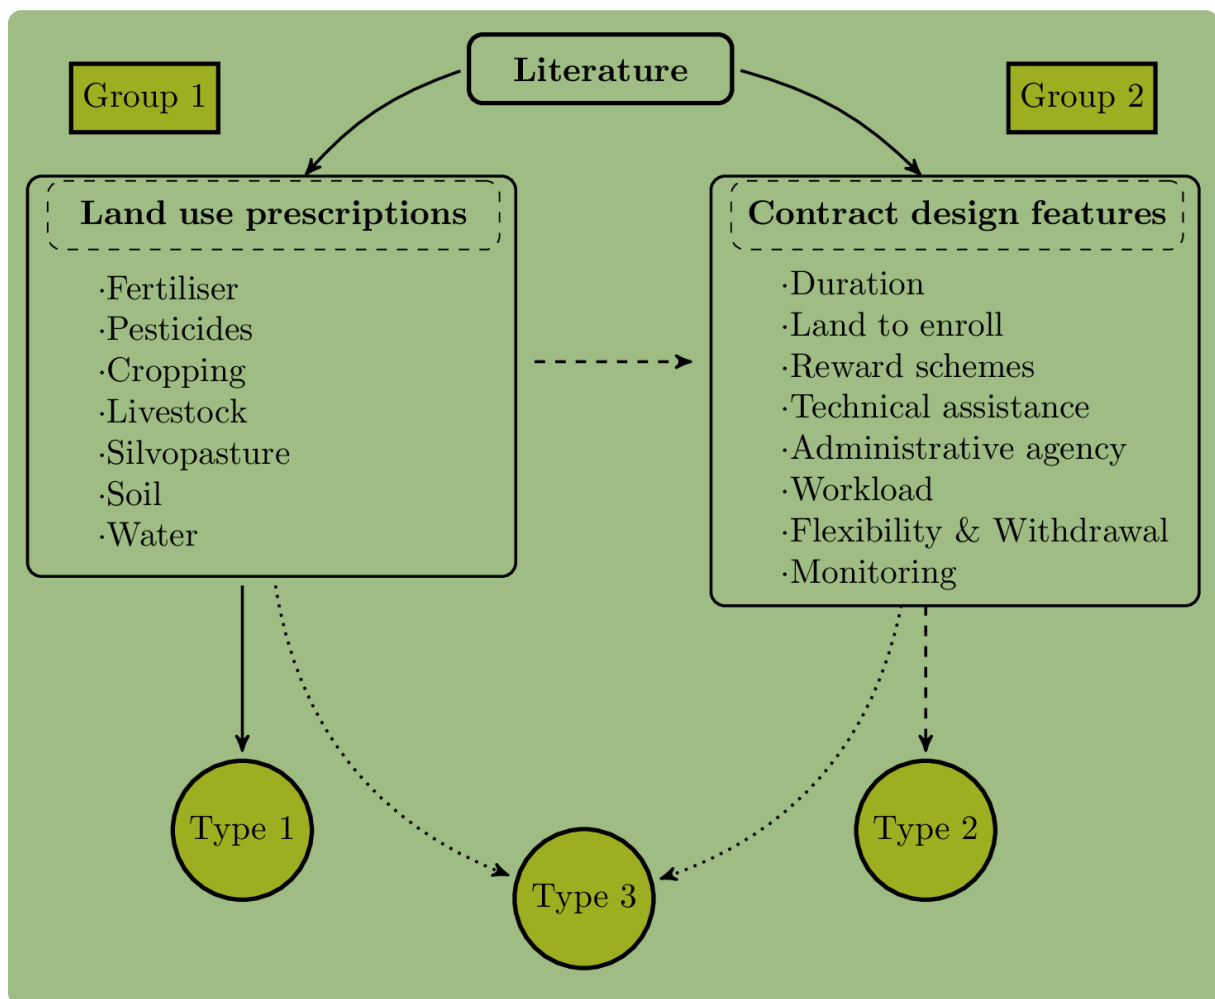 Literature
Group 1
Group 2
Land use prescriptions
·Fertiliser
·Pesticides
·Cropping
·Livestock
·Silvopasture
·Soil
·Water
Contract design features
·Duration
·Land to enroll
·Reward schemes
·Technical assistance
·Administrative agency
·Workload
·Flexibility & Withdrawal
·Monitoring
Type 1
Type 2
Type 3